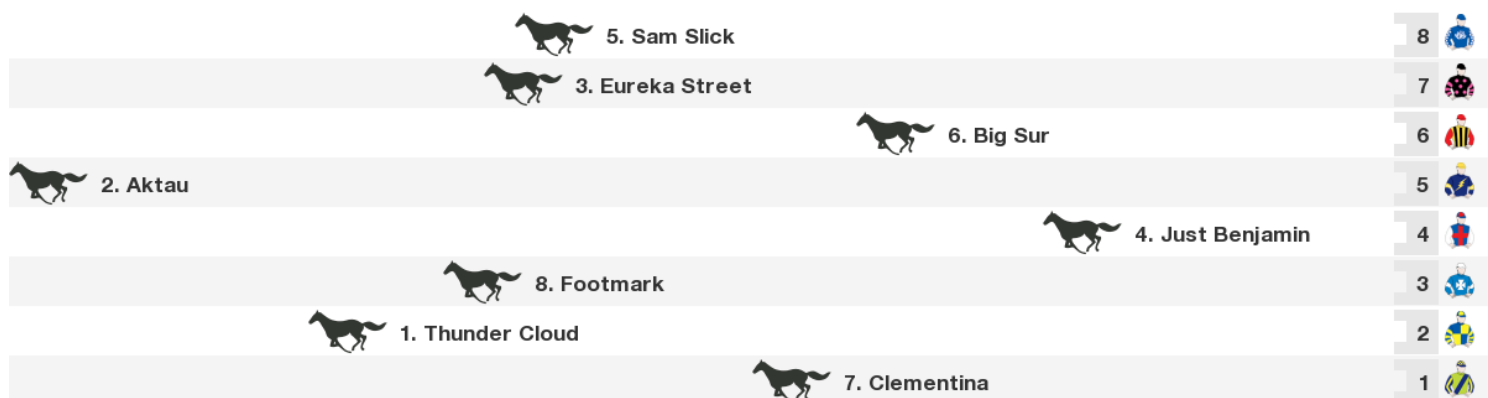 5. Sam Slick 8
3. Eureka Street 7
6. Big Sur 6
2. Aktau 5
4. Just Benjamin 4
8. Footmark 3
1. Thunder Cloud 2
7. Clementina 1